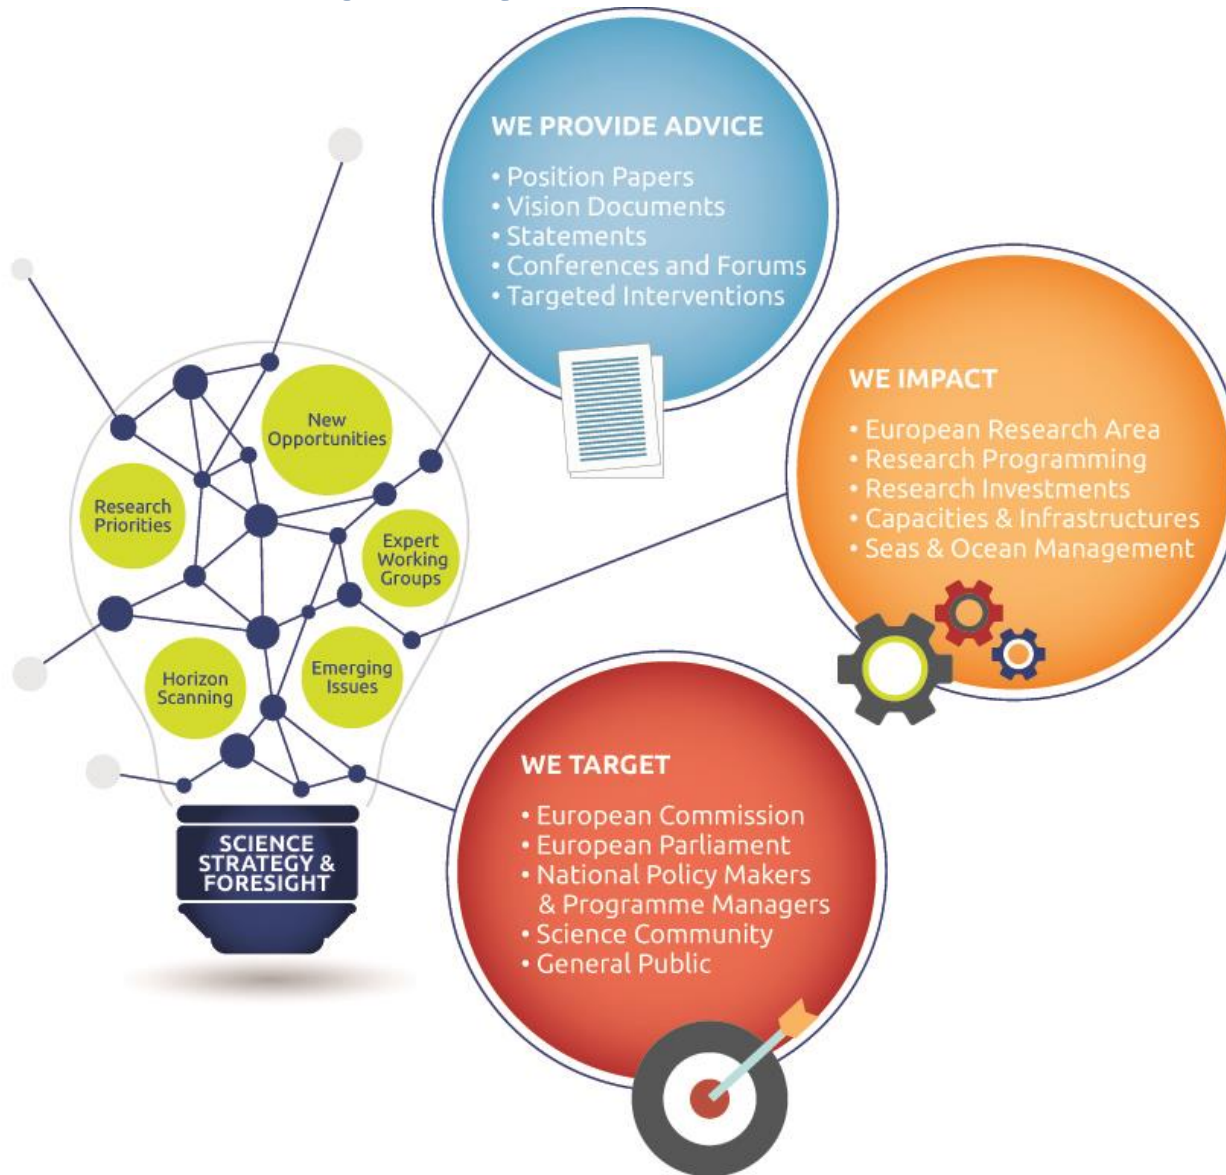 WE PROVIDE ADVICE
• Position Papers
• Vision Documents
• Statements
• Conferences and Forums
• Targeted Interventions
WE IMPACT
• European Research Area
• Research Programming
• Research Investments
• Capacities & Infrastructures
• Seas & Ocean Management
New
Opportunities
Research
Priorities
Expert
Working
Groups
Horizon
Scanning
Emerging
Issues
SCIENCE
STRATEGY &
FORESIGHT
WE TARGET
• European Commission
• European Parliament
• National Policy Makers
& Programme Managers
• Science Community
• General Public